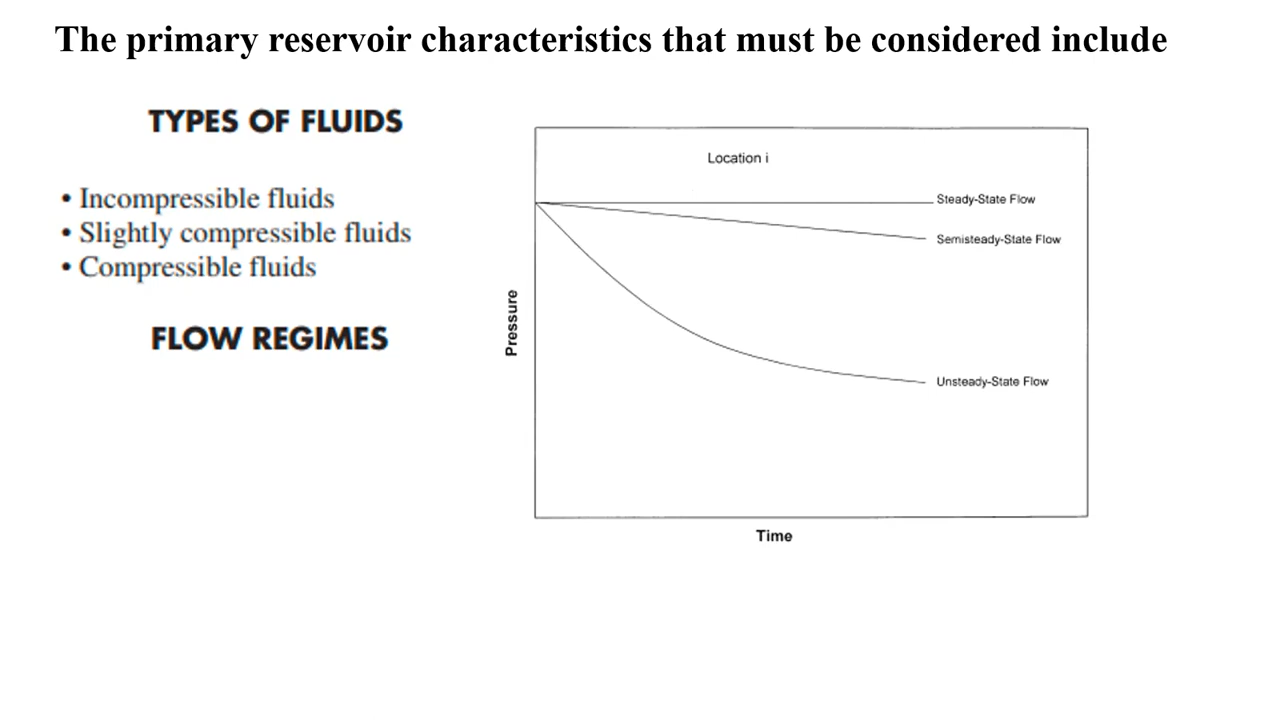 The primary reservoir characteristics that must be considered include
TYPES OF FLUIDS
• Incompressible fluids
• Slightly compressible fluids
• Compressible fluids
FLOW REGIMES
Location i
Steady-State Flow
Semisteady-State Flow
Unsteady-State Flow
Pressure
Time